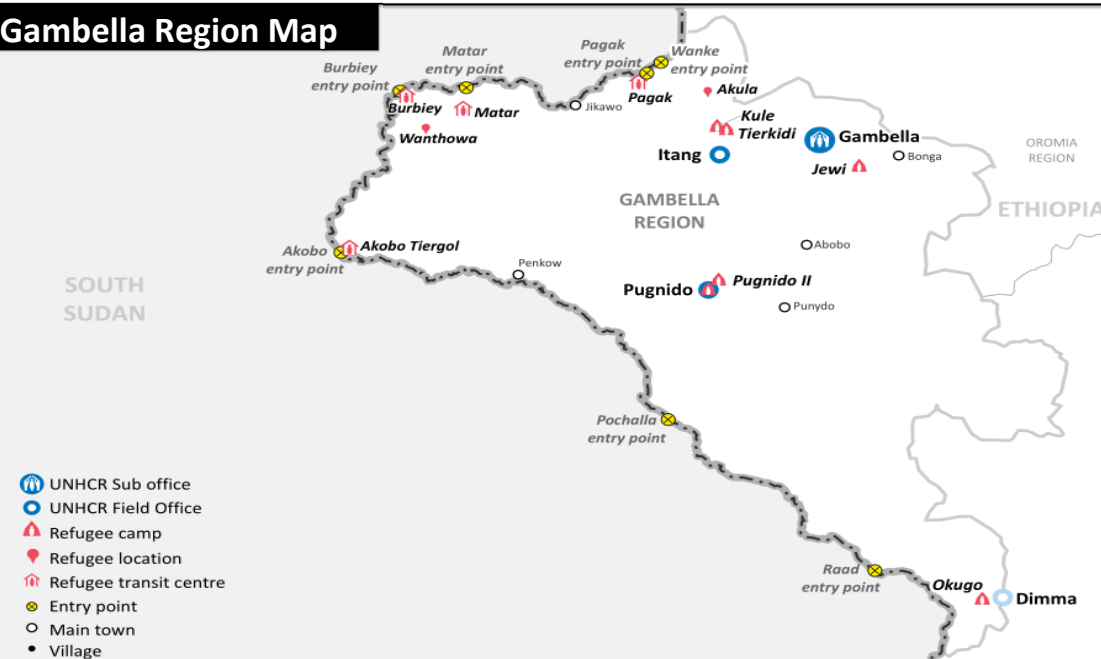 Gambella Region Map
Pagak
entry point
Matar
entry point
Wanke
entry point
Burbiey
entry point
Burbiey
Matar
Jikawo
Pagak
Akula
Wanthowa
Kule
Tierkidi
Gambella
Itang
Bonga
Jewi
OROMIA
REGION
GAMBELLA
REGION
ETHIOPIA
Akobo
entry point
Akobo Tiergol
Abobo
Penkow
SOUTH
SUDAN
Pugnido
Pugnido II
Punydo
Pochalla
entry point
UNHCR Sub office
UNHCR Field Office
Refugee camp
Refugee location
Refugee transit centre
Entry point
Main town
Village
Raad
entry point
Okugo
Dimma